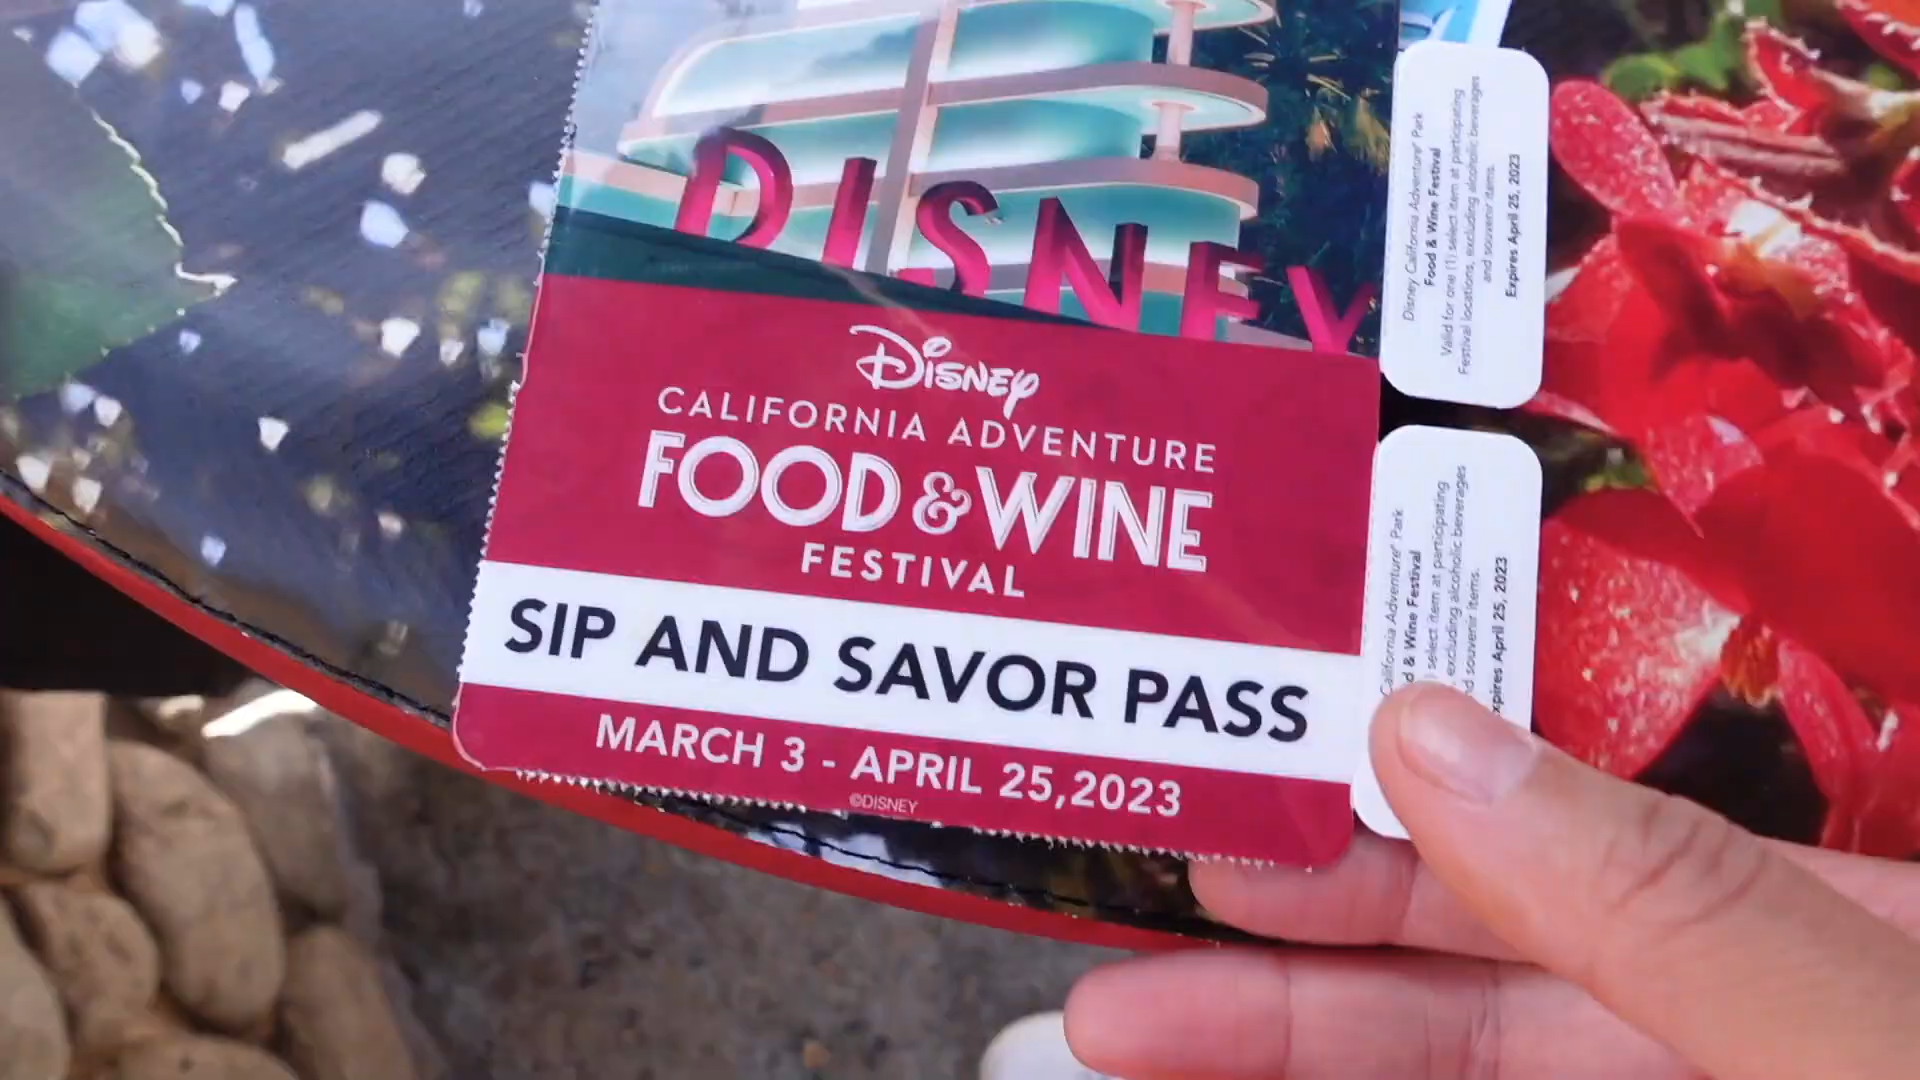 DISNEY
Disney
CALIFORNIA ADVENTURE
FOOD & WINE
FESTIVAL
SIP AND SAVOR PASS
MARCH 3 - APRIL 25,2023
©DISNEY
Disney California Adventure® Park
Food & Wine Festival
Valid for one (1) select item at participating
Festival locations, excluding alcoholic beverages
and souvenir items.
Expires April 25, 2023
California Adventure® Park
d & Wine Festival
) select item at participating
, excluding alcoholic beverages
d souvenir items.
xpires April 25, 2023